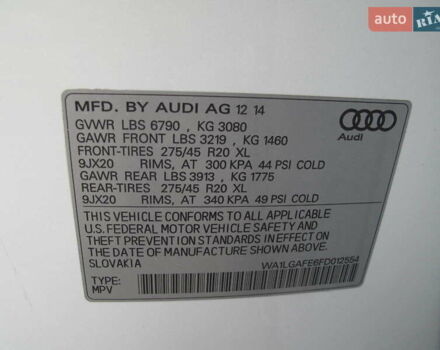 auto RIA
MFD. BY AUDI AG 12 14
GVWR LBS 6790 , KG 3080
GAWR FRONT LBS 3219 , KG 1460
FRONT-TIRES 275/45 R20 XL
9JX20 RIMS, AT 300 KPA 44 PSI COLD
GAWR REAR LBS 3913 , KG 1775
REAR-TIRES 275/45 R20 XL
9JX20 RIMS, AT 340 KPA 49 PSI COLD
Audi
THIS VEHICLE CONFORMS TO ALL APPLICABLE
U.S. FEDERAL MOTOR VEHICLE SAFETY
STANDARDS IN EFFECT ON
THE DATE OF MANUFACTURE SHOWN ABOVE.
SLOVAKIA
WA1LGAFE6FD012554
TYPE:
MPV